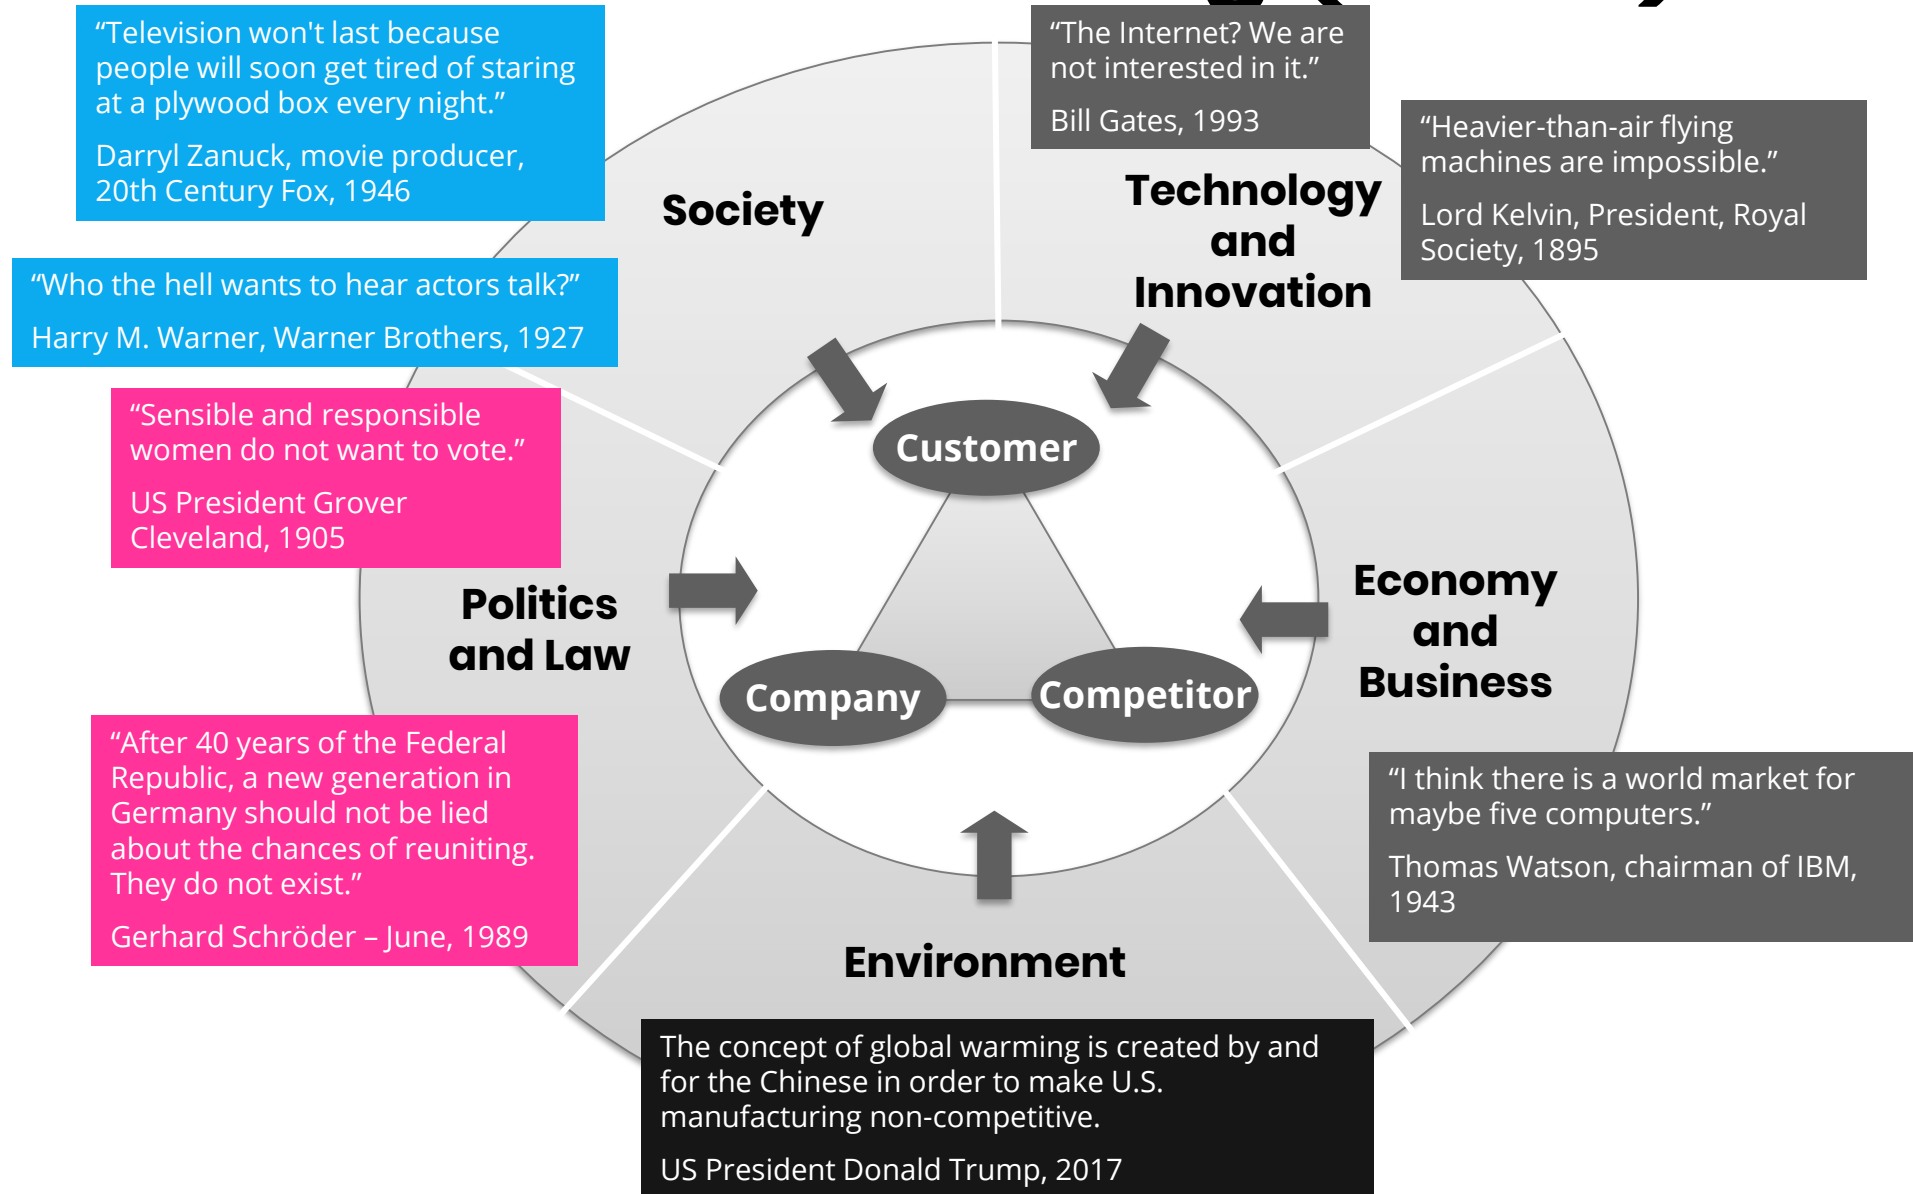 “Television won't last because
people will soon get tired of staring
at a plywood box every night.”
Darryl Zanuck, movie producer,
20th Century Fox, 1946
“The Internet? We are
not interested in it.”
Bill Gates, 1993
“Heavier-than-air flying
machines are impossible.”
Lord Kelvin, President, Royal
Society, 1895
Society
Technology
and
Innovation
“Who the hell wants to hear actors talk?”
Harry M. Warner, Warner Brothers, 1927
“Sensible and responsible
women do not want to vote.”
US President Grover
Cleveland, 1905
Customer
Politics
and Law
Economy
and
Business
Company
Competitor
“After 40 years of the Federal
Republic, a new generation in
Germany should not be lied
about the chances of reuniting.
They do not exist.”
Gerhard Schröder – June, 1989
“I think there is a world market for
maybe five computers.”
Thomas Watson, chairman of IBM,
1943
Environment
The concept of global warming is created by and
for the Chinese in order to make U.S.
manufacturing non-competitive.
US President Donald Trump, 2017